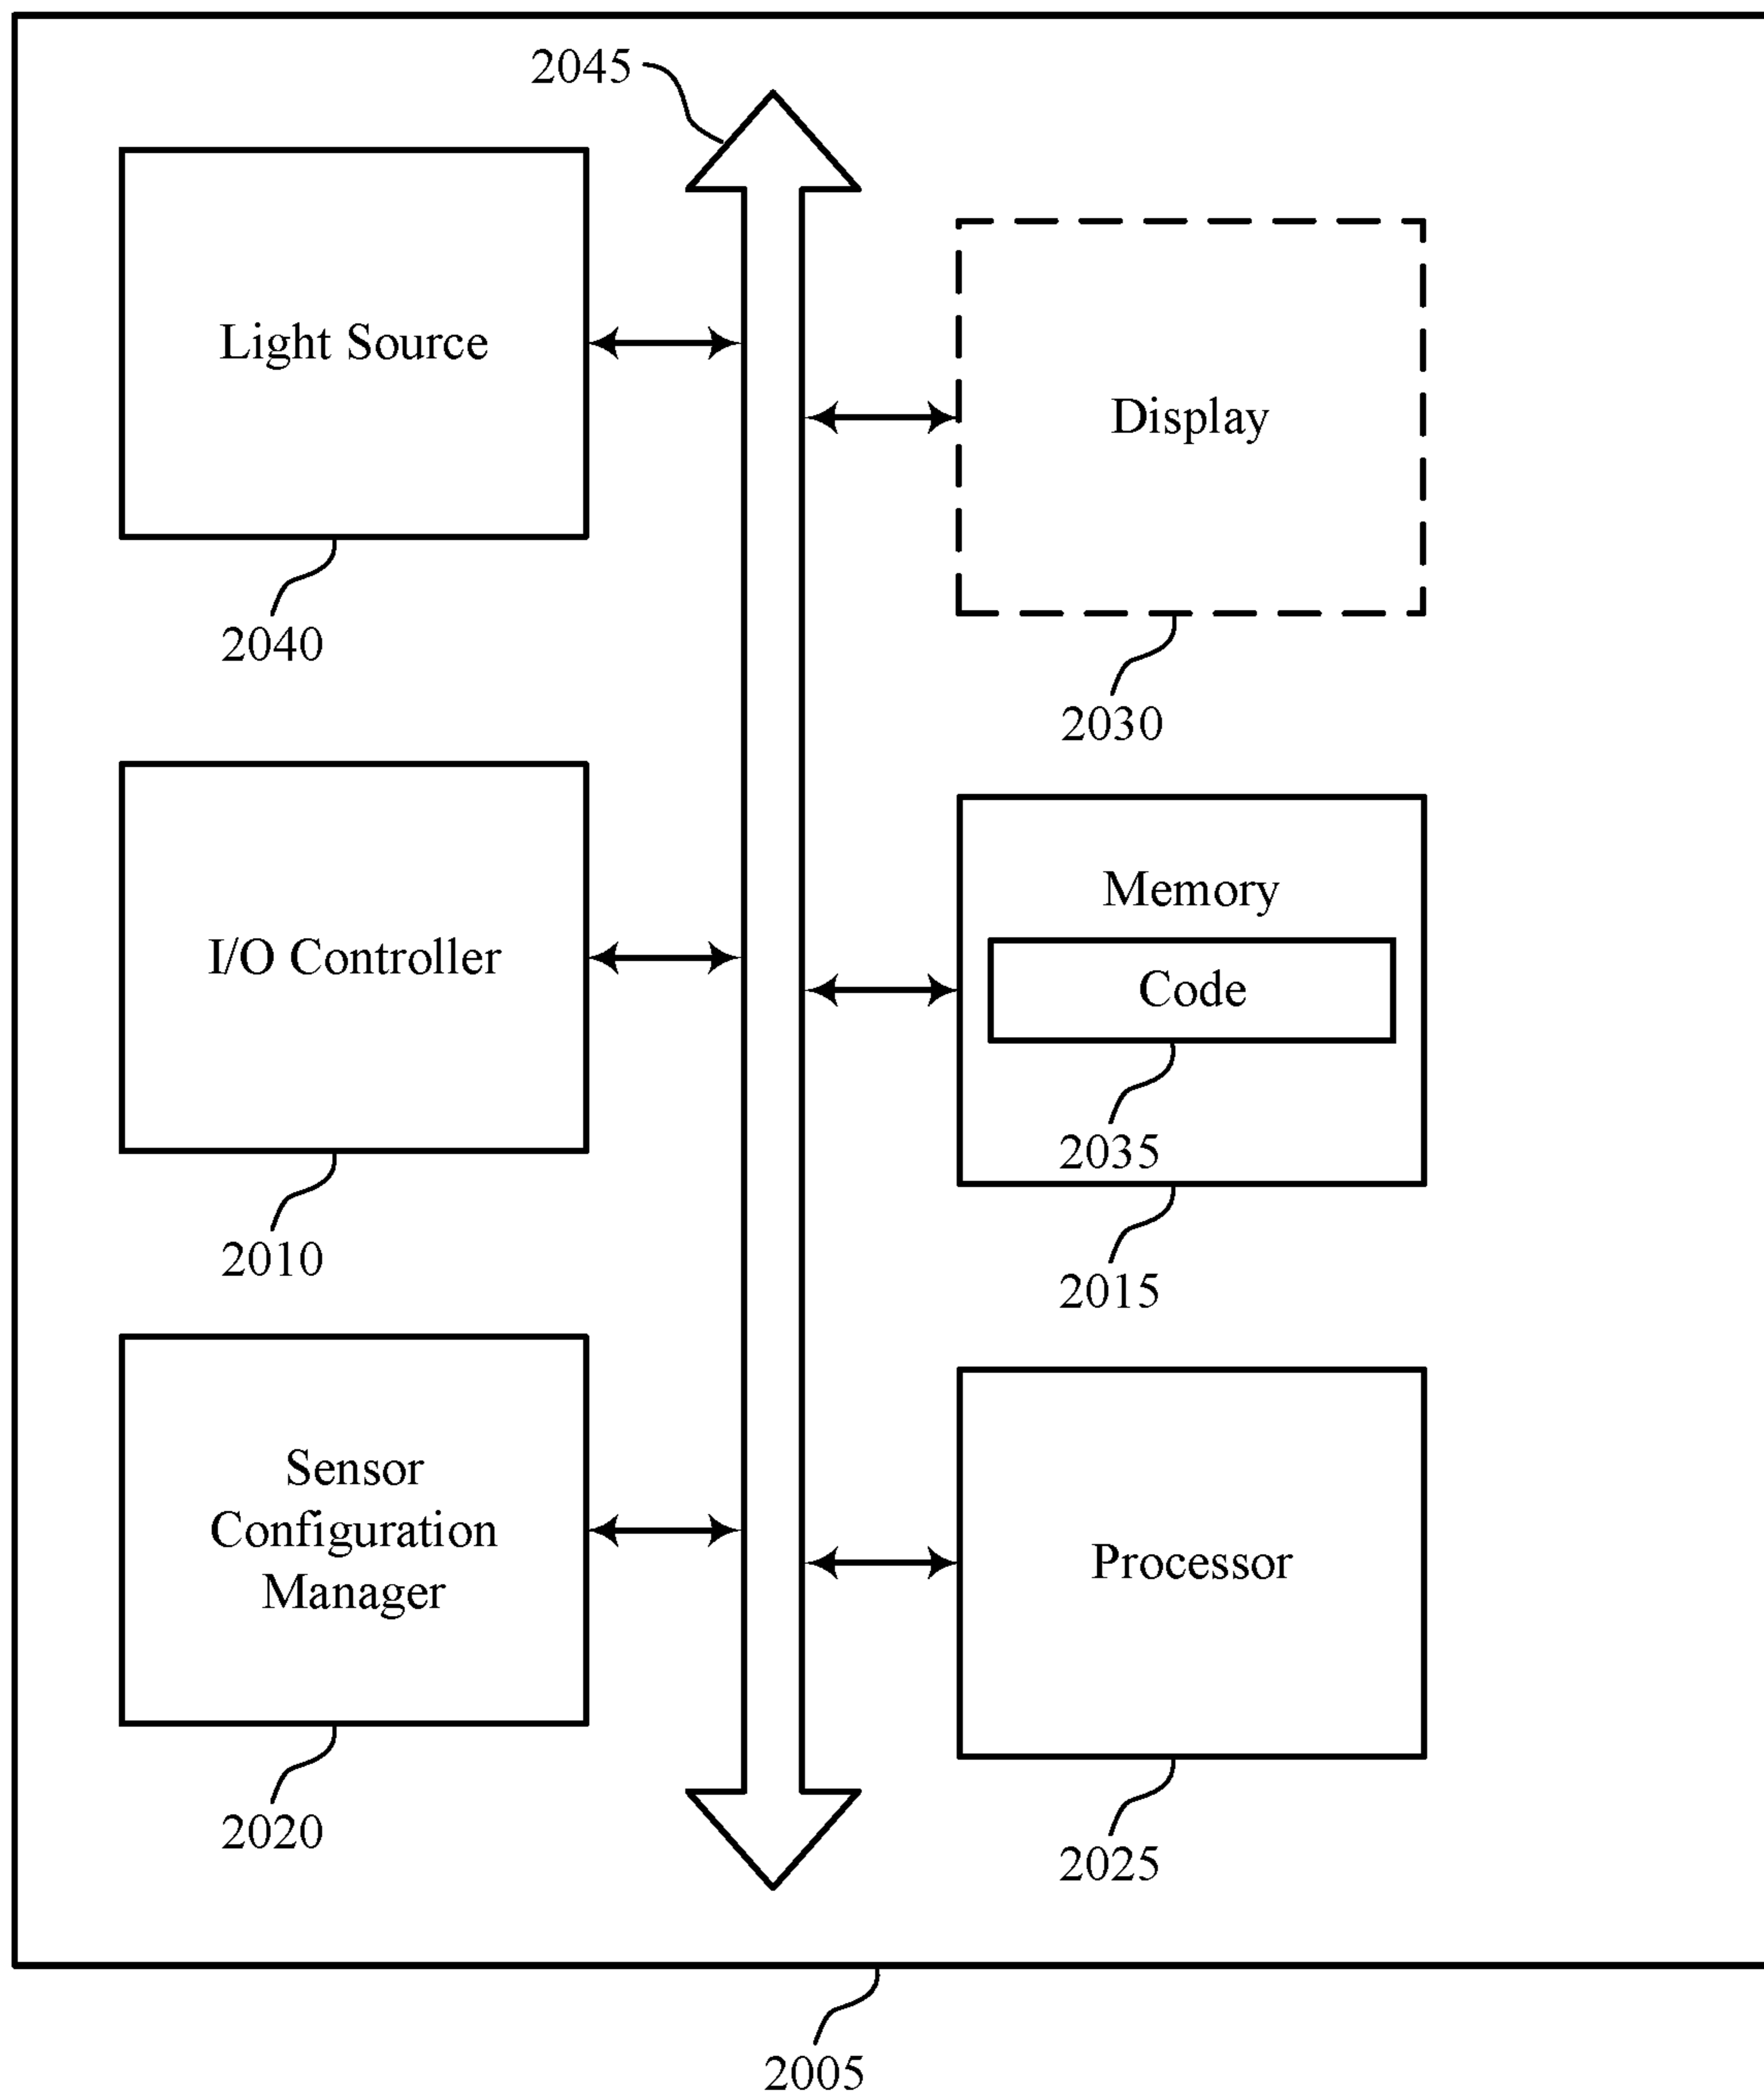 2045
Light Source
2040
Display
2030
I/O Controller
2010
Memory
Code
2035
2015
Sensor
Configuration
Manager
2020
Processor
2025
2005